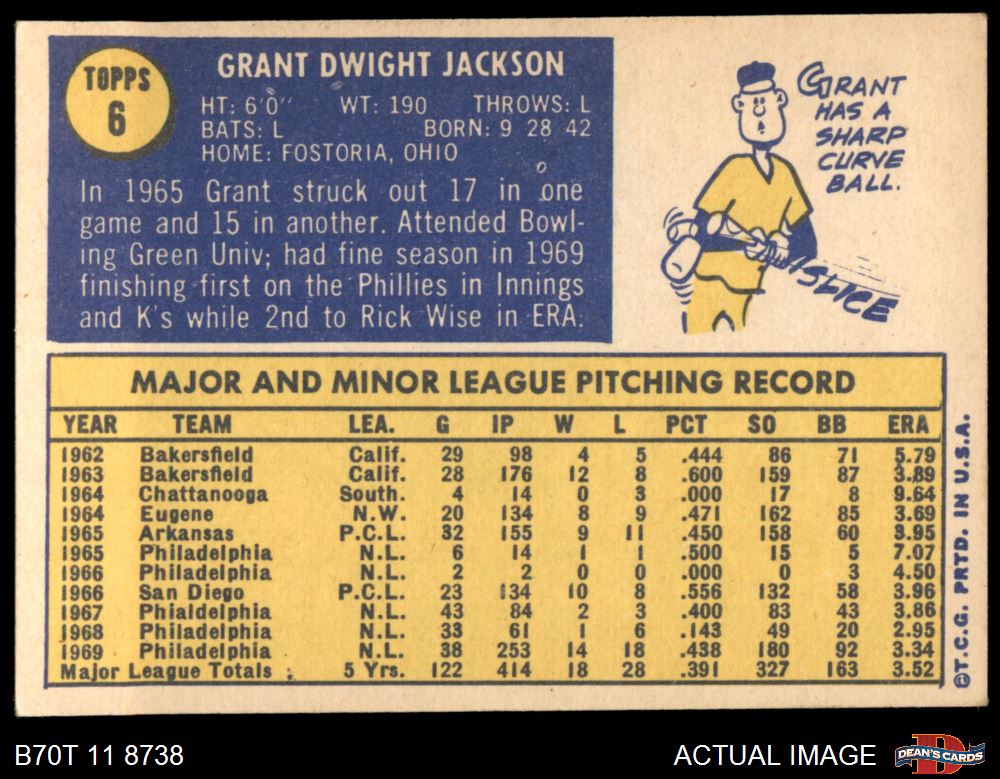 TOPPS
6
GRANT DWIGHT JACKSON
HT: 6'0" WT: 190 THROWS: L
BATS: L BORN: 9 28 42
HOME: FOSTORIA, OHIO
In 1965 Grant struck out 17 in one
game and 15 in another. Attended Bowl-
ing Green Univ; had fine season in 1969
finishing first on the Phillies in Innings
and K's while 2nd to Rick Wise in ERA.
GRANT
HAS A
SHARP
CURVE
BALL.
SLICE
MAJOR AND MINOR LEAGUE PITCHING RECORD
YEAR TEAM LEA. G IP W L PCT SO BB ERA
1962 Bakersfield Calif. 29 98 4 5 .444 86 71 5.79
1963 Bakersfield Calif. 28 176 12 8 .600 159 87 3.89
1964 Chattanooga South. 4 14 0 3 .000 17 8 9.64
1964 Eugene N.W. 20 134 8 9 .471 162 85 3.69
1965 Arkansas P.C.L. 32 155 9 11 .450 158 60 3.95
1965 Philadelphia N.L. 6 14 1 1 .500 15 5 7.07
1966 Philadelphia N.L. 2 2 0 0 .000 0 3 4.50
1966 San Diego P.C.L. 23 134 10 8 .556 132 58 3.96
1967 Phialdelphia N.L. 43 84 2 3 .400 83 43 3.86
1968 Philadelphia N.L. 33 61 1 6 .143 49 20 2.95
1969 Philadelphia N.L. 38 253 14 18 .438 180 92 3.34
Major League Totals 5 Yrs. 122 414 18 28 .391 327 163 3.52
©T.C.G. PRTD. IN U.S.A.
B70T 11 8738
ACTUAL IMAGE
D
DEAN'S CARDS